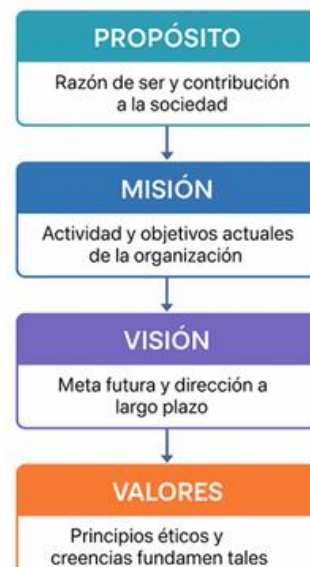 PROPÓSITO
Razón de ser y contribución
a la sociedad
MISIÓN
Actividad y objetivos actuales
de la organización
VISIÓN
Meta futura y dirección a
largo plazo
VALORES
Principios éticos y
creencias fundamen tales